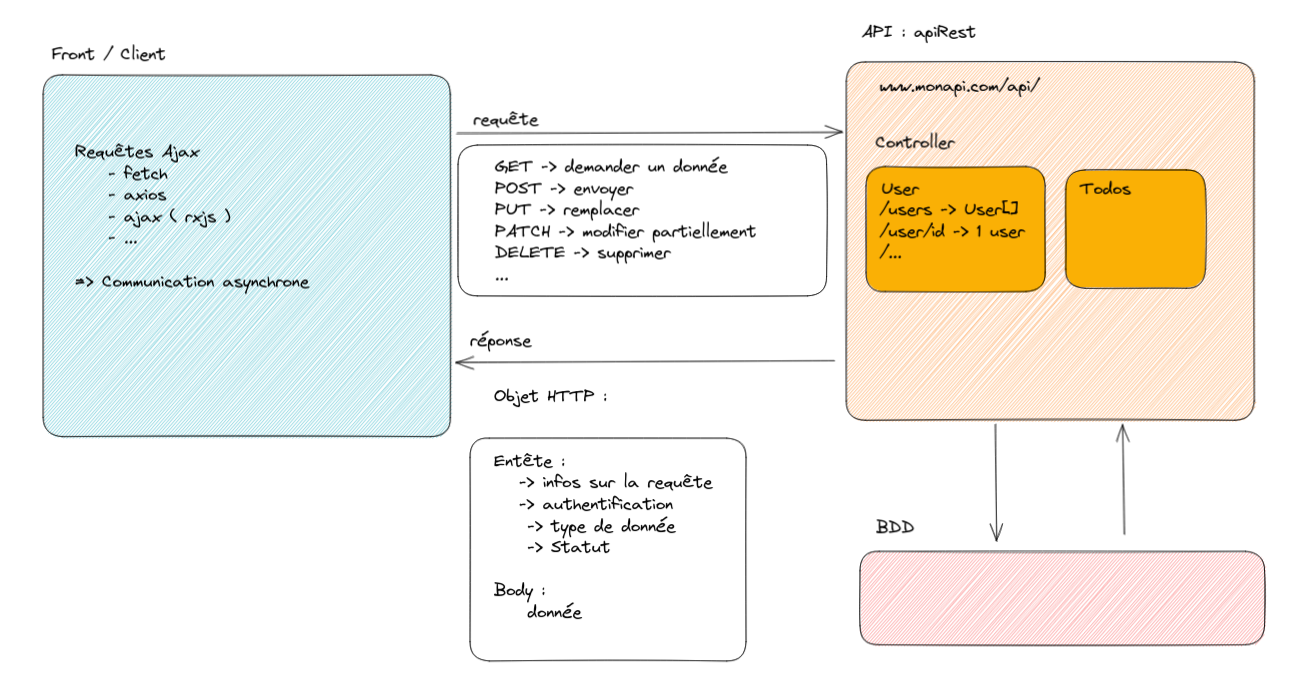 Front / Client
Requêtes Ajax
- fetch
- axios
- ajax ( rxjs )
- ...
=> Communication asynchrone
requête
GET -> demander un donnée
POST -> envoyer
PUT -> remplacer
PATCH -> modifier partiellement
DELETE -> supprimer
...
réponse
Objet HTTP :
Entête :
-> infos sur la requête
-> authentification
-> type de donnée
-> Statut
Body :
donnée
API : apiRest
www.monapi.com/api/
Controller
User
/users -> User[]
/user/id -> 1 user
/...
Todos
BDD